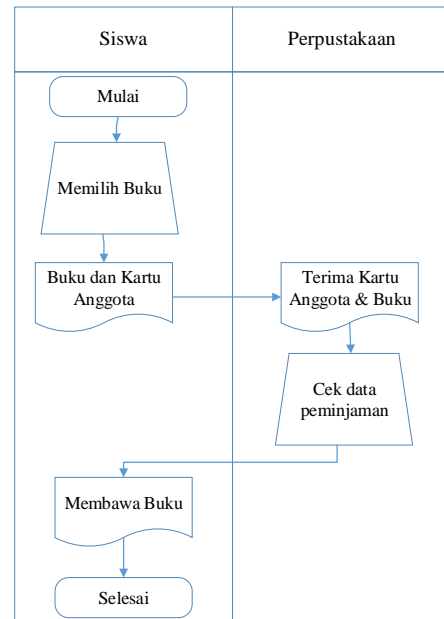 Siswa
Perpustakaan
Mulai
Memilih Buku
Buku dan Kartu
Anggota
Terima Kartu
Anggota & Buku
Cek data
peminjaman
Membawa Buku
Selesai